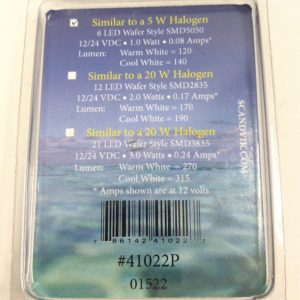 Similar to a 5 W Halogen
6 LED Wafer Style SMD5050
12/24 VDC • 1.0 Watt • 0.08 Amps*
Lumen: Warm White = 120
Cool White = 140
Similar to a 20 W Halogen
12 LED Wafer Style SMD2835
12/24 VDC • 2.0 Watt • 0.17 Amps*
Lumen: Warm White = 170
Cool White = 190
Similar to a 20 W Halogen
21 LED Wafer Style SMD3835
12/24 VDC • 3.0 Watts • 0.24 Amps*
Lumen: Warm White = 270
Cool White = 315
* Amps shown are at 12 volts
7 86142 41022 7
#41022P
01522
SCANDVIK.COM